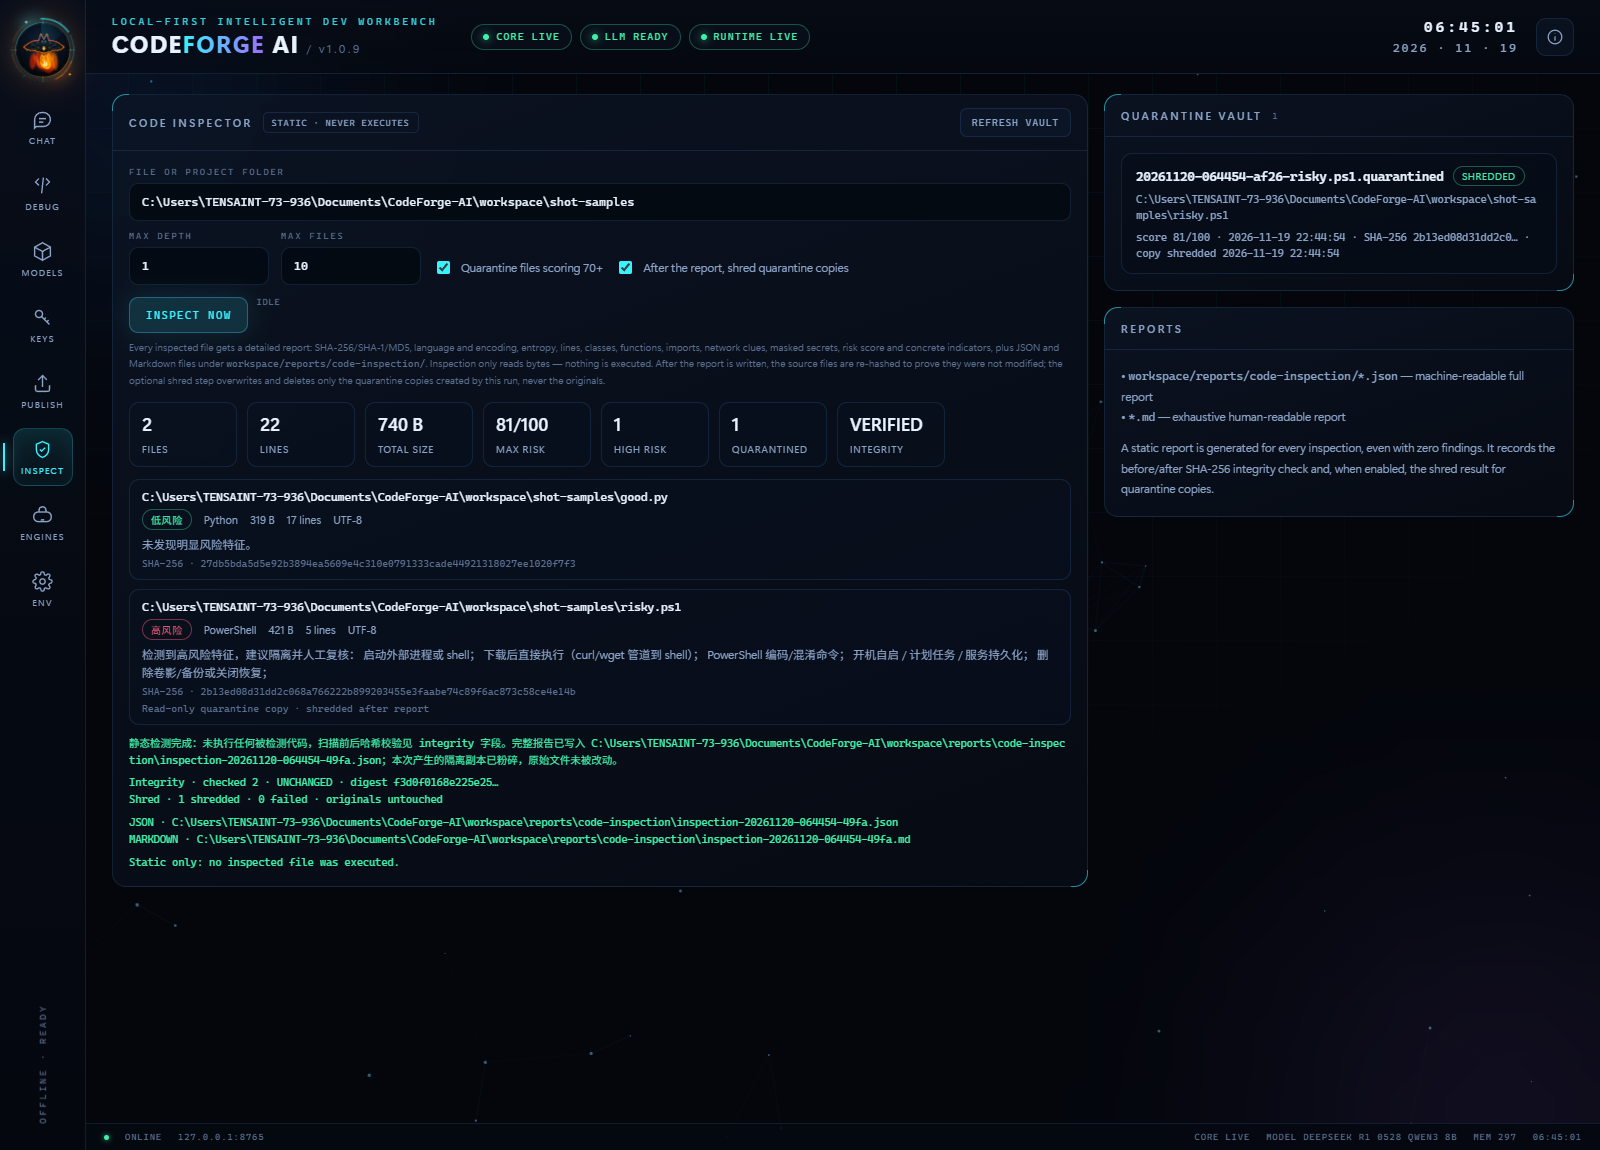 LOCAL-FIRST INTELLIGENT DEV WORKBENCH
CODEFORGE AI / v1.0.9
CORE LIVE
LLM READY
RUNTIME LIVE
06:45:01
2026 · 11 · 19
CHAT
DEBUG
MODELS
KEYS
PUBLISH
INSPECT
ENGINES
ENV
OFFLINE · READY
CODE INSPECTOR
STATIC · NEVER EXECUTES
REFRESH VAULT
FILE OR PROJECT FOLDER
C:\Users\TENSAINT-73-936\Documents\CodeForge-AI\workspace\shot-samples
MAX DEPTH
MAX FILES
1
10
Quarantine files scoring 70+
After the report, shred quarantine copies
INSPECT NOW
IDLE
Every inspected file gets a detailed report: SHA-256/SHA-1/MD5, language and encoding, entropy, lines, classes, functions, imports, network clues, masked secrets, risk score and concrete indicators, plus JSON and
Markdown files under workspace/reports/code-inspection/. Inspection only reads bytes — nothing is executed. After the report is written, the source files are re-hashed to prove they were not modified; the
optional shred step overwrites and deletes only the quarantine copies created by this run, never the originals.
2
FILES
22
LINES
740 B
TOTAL SIZE
81/100
MAX RISK
1
HIGH RISK
1
QUARANTINED
VERIFIED
INTEGRITY
C:\Users\TENSAINT-73-936\Documents\CodeForge-AI\workspace\shot-samples\good.py
低风险 Python 319 B 17 lines UTF-8
未发现明显风险特征。
SHA-256 · 27db5bda5d5e92b3894ea5609e4c310e0791333cade44921318027ee1020f7f3
C:\Users\TENSAINT-73-936\Documents\CodeForge-AI\workspace\shot-samples\risky.ps1
高风险 PowerShell 421 B 5 lines UTF-8
检测到高风险特征，建议隔离并人工复核： 启动外部进程或 shell； 下载后直接执行（curl/wget 管道到 shell）； PowerShell 编码/混淆命令； 开机自启 / 计划任务 / 服务持久化； 删
除卷影/备份或关闭恢复；
SHA-256 · 2b13ed08d31dd2c068a766222b899203455e3faabe74c89f6ac873c58ce4e14b
Read-only quarantine copy · shredded after report
静态检测完成：未执行任何被检测代码，扫描前后哈希校验见 integrity 字段。完整报告已写入 C:\Users\TENSAINT-73-936\Documents\CodeForge-AI\workspace\reports\code-inspec
tion\inspection-20261120-064454-49fa.json；本次产生的隔离副本已粉碎，原始文件未被改动。
Integrity · checked 2 · UNCHANGED · digest f3d0f0168e225e25…
Shred · 1 shredded · 0 failed · originals untouched
JSON · C:\Users\TENSAINT-73-936\Documents\CodeForge-AI\workspace\reports\code-inspection\inspection-20261120-064454-49fa.json
MARKDOWN · C:\Users\TENSAINT-73-936\Documents\CodeForge-AI\workspace\reports\code-inspection\inspection-20261120-064454-49fa.md
Static only: no inspected file was executed.
QUARANTINE VAULT 1
20261120-064454-af26-risky.ps1.quarantined SHREDDED
C:\Users\TENSAINT-73-936\Documents\CodeForge-AI\workspace\shot-sa
mples\risky.ps1
score 81/100 · 2026-11-19 22:44:54 · SHA-256 2b13ed08d31dd2c0… ·
copy shredded 2026-11-19 22:44:54
REPORTS
• workspace/reports/code-inspection/*.json — machine-readable full
report
• *.md — exhaustive human-readable report
A static report is generated for every inspection, even with zero findings. It records the
before/after SHA-256 integrity check and, when enabled, the shred result for
quarantine copies.
ONLINE 127.0.0.1:8765
CORE LIVE MODEL DEEPSEEK R1 0528 QWEN3 8B MEM 297 06:45:01